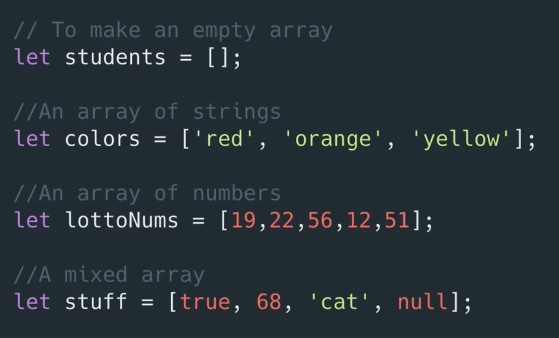 // To make an empty array
let students = [];
//An array of strings
let colors = ['red', 'orange', 'yellow'];
//An array of numbers
let lottoNums = [19,22,56,12,51];
//A mixed array
let stuff = [true, 68, 'cat', null];